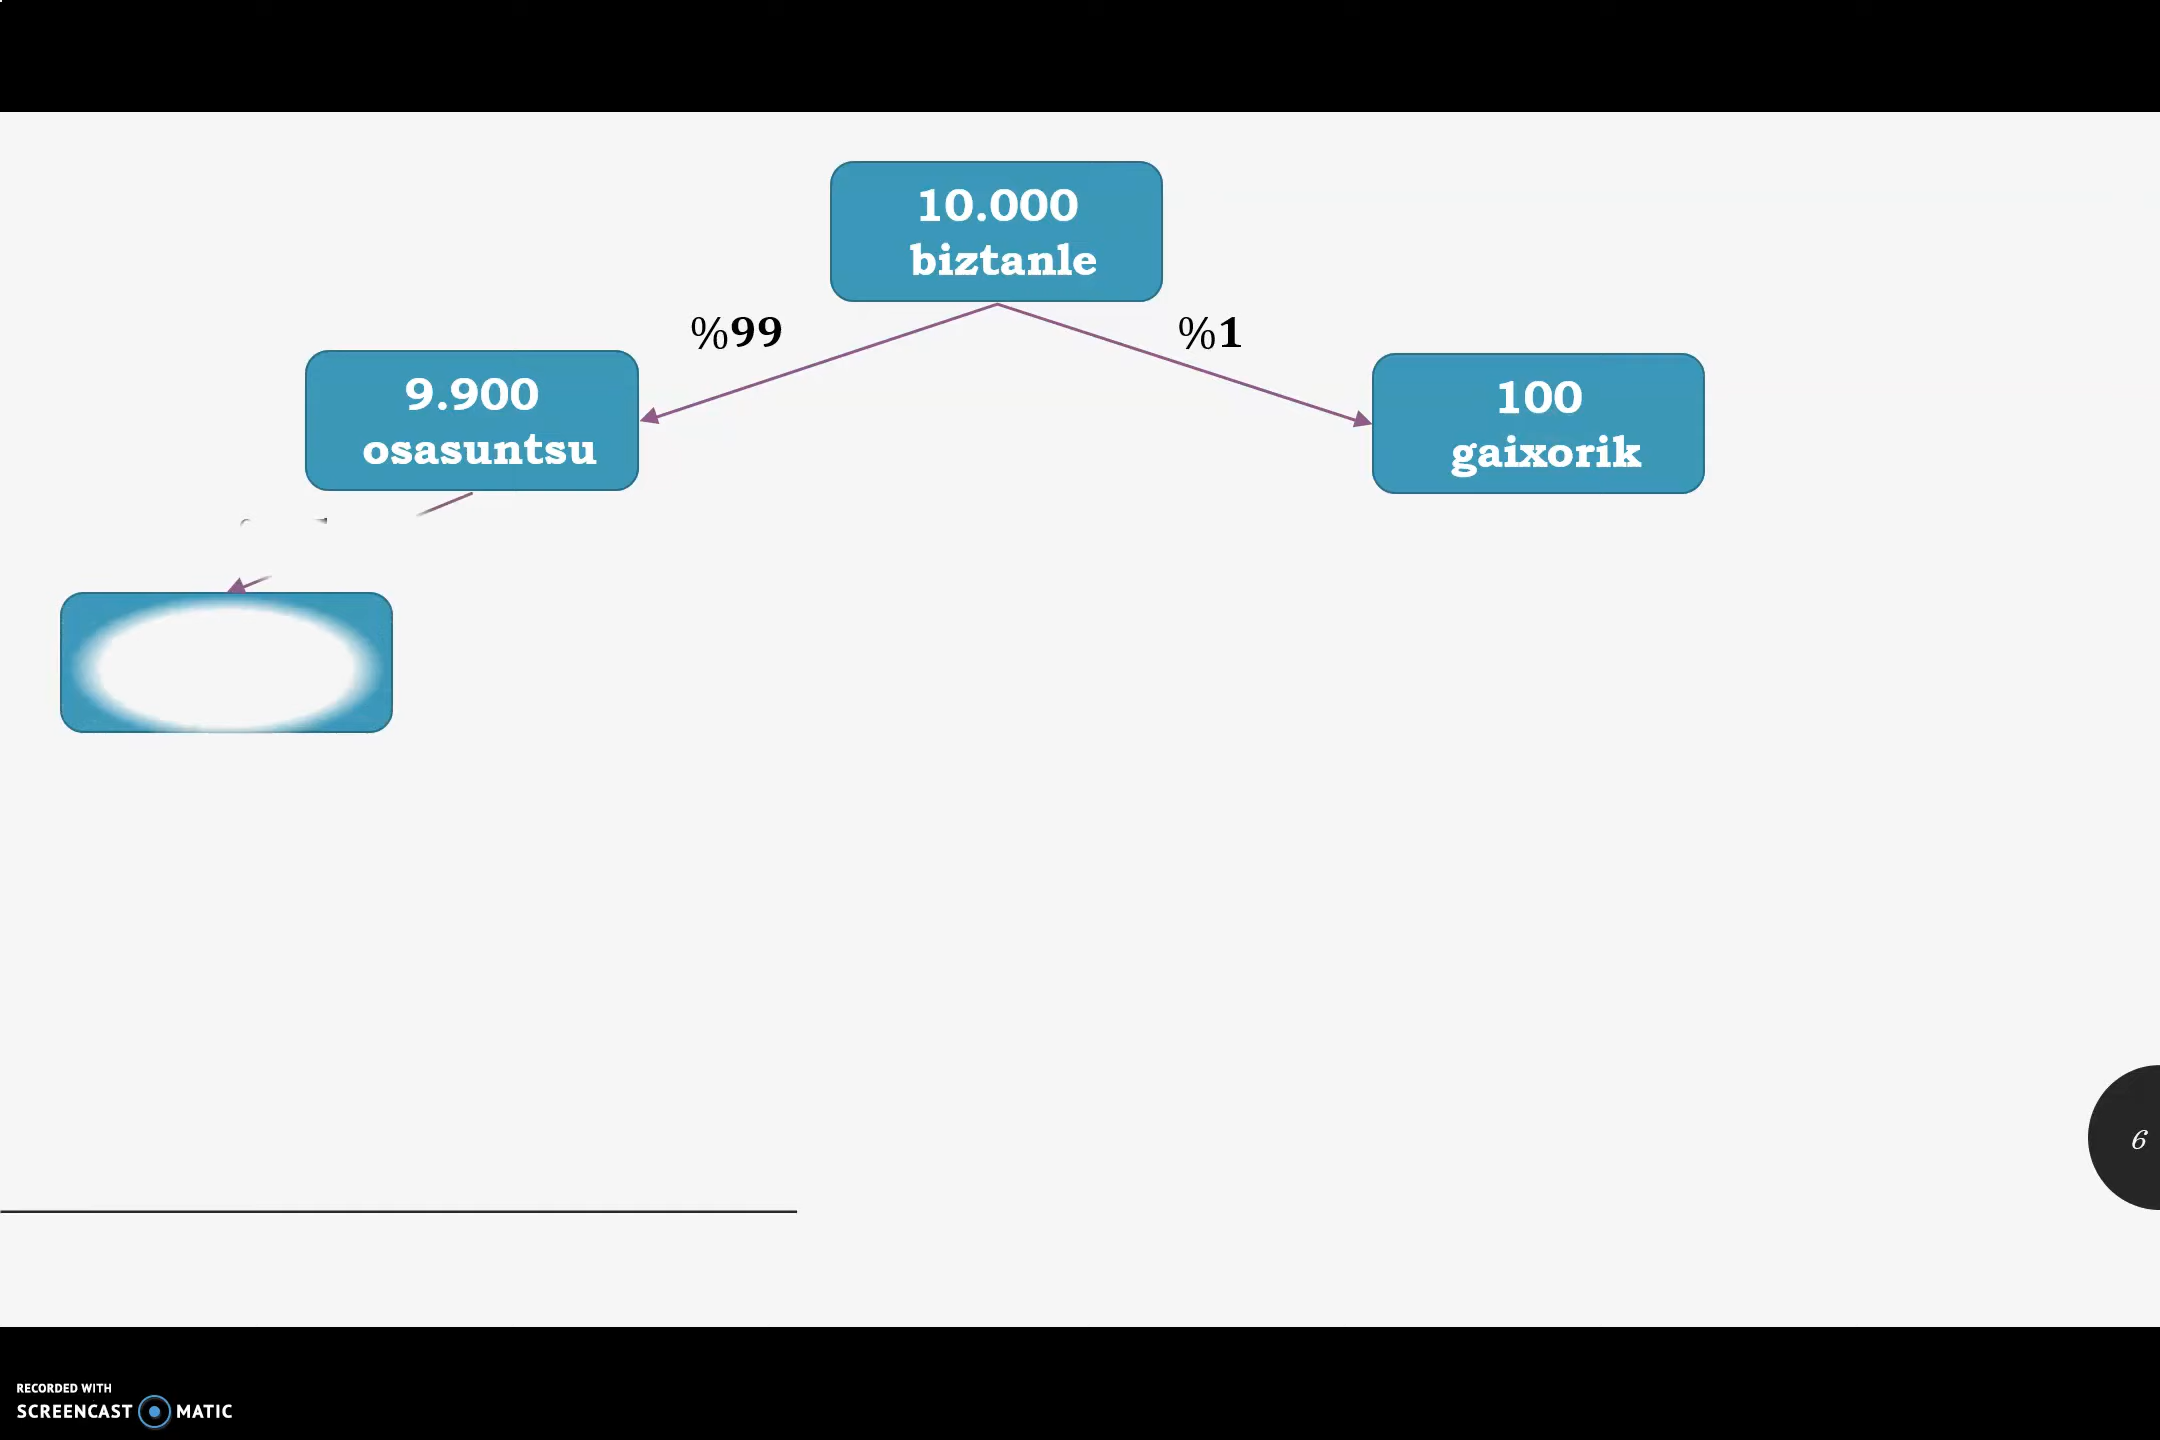 10.000
biztanle
%99
%1
9.900
osasuntsu
100
gaixorik
6
RECORDED WITH
SCREENCAST MATIC